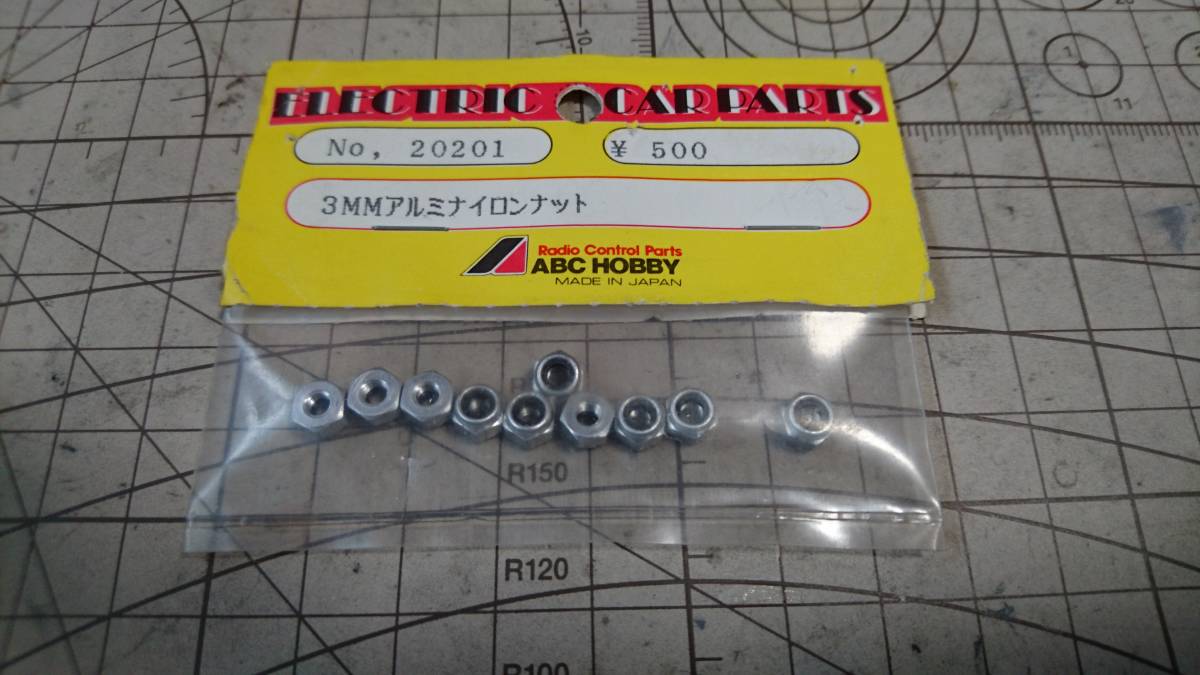 ELECTRIC CAR PARTS
No, 20201
¥ 500
3MMアルミナイロンナット
Radio Control Parts
ABC HOBBY
MADE IN JAPAN
10
1
11
R150
R120
R100